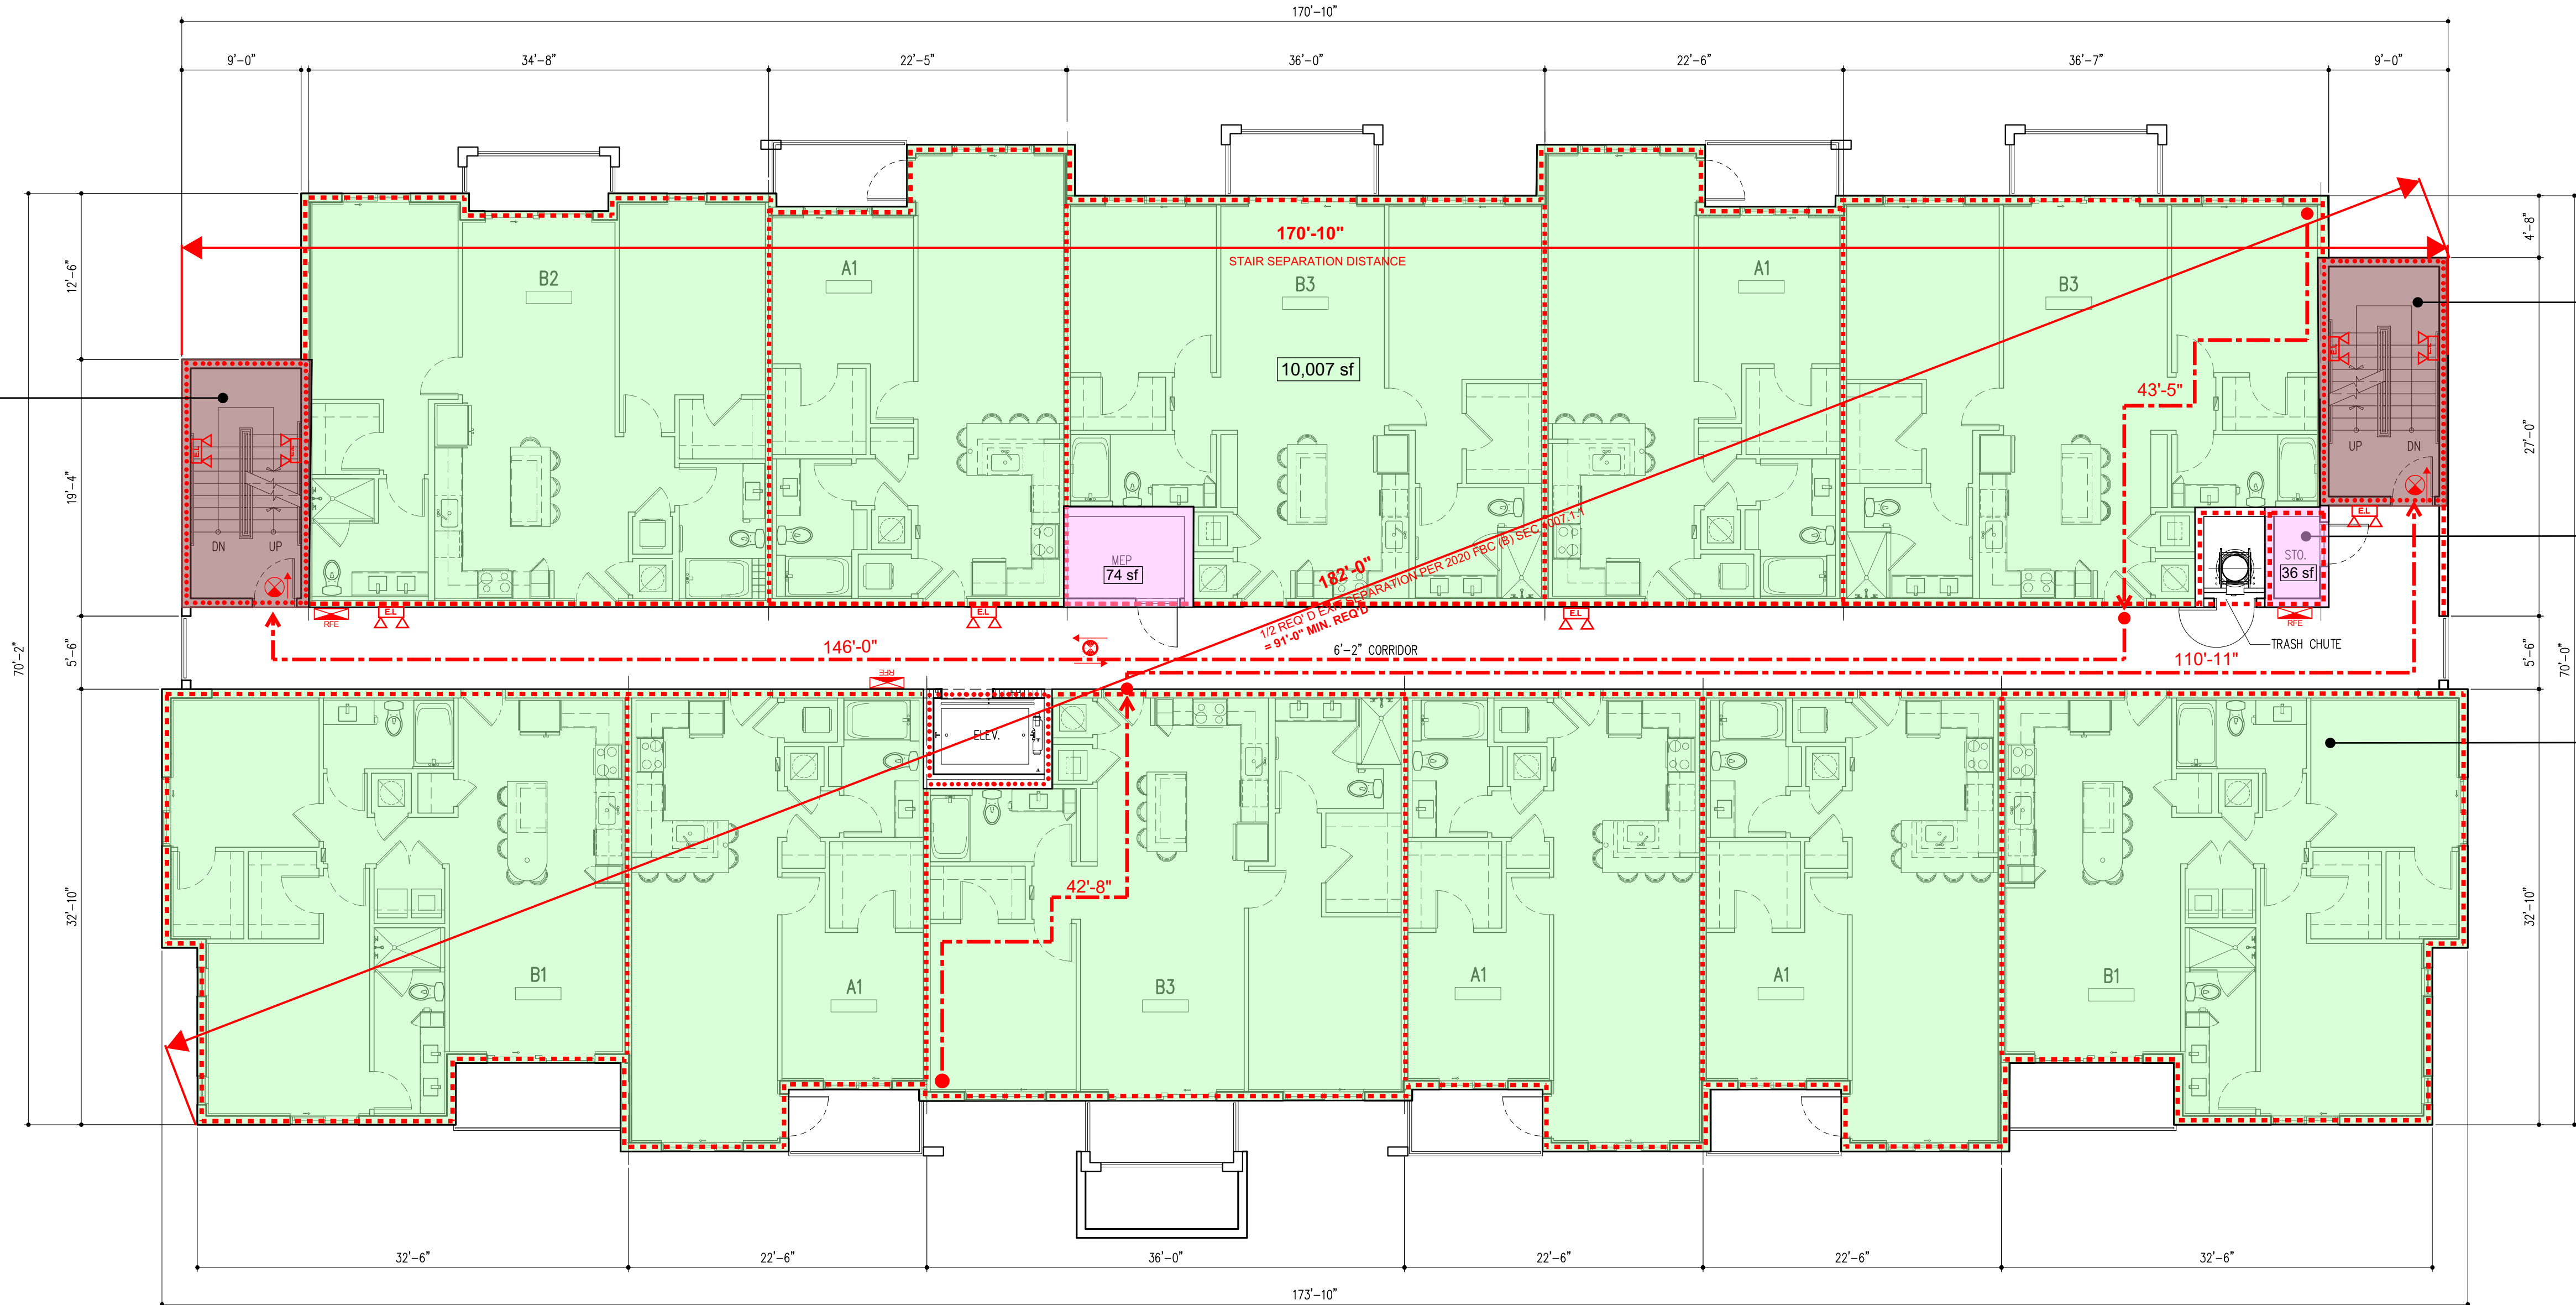 170'-10"
9'-0"
34'-8"
22'-5"
36'-0"
22'-6"
36'-7"
9'-0"
170'-10"
STAIR SEPARATION DISTANCE
4'-8"
12'-6"
B2
A1
B3
A1
B3
10,007 sf
43'-5"
E.L
E.L
E.L
E.L
UP
DN
27'-0"
19'-4"
DN
UP
MEP
74 sf
STO.
36 sf
182'-0"
1/2 REQ' D EXIT SEPARATION PER 2020 FBC (B) SEC 1007.1.1
= 91'-0" MIN. REQ'D
RFE
E.L
E.L
E.L
E.L
RFE
70'-2"
5'-6"
146'-0"
6'-2" CORRIDOR
TRASH CHUTE
110'-11"
5'-6"
70'-0"
RFE
ELEV.
42'-8"
32'-10"
32'-10"
B1
A1
B3
A1
A1
B1
32'-6"
22'-6"
36'-0"
22'-6"
22'-6"
32'-6"
173'-10"